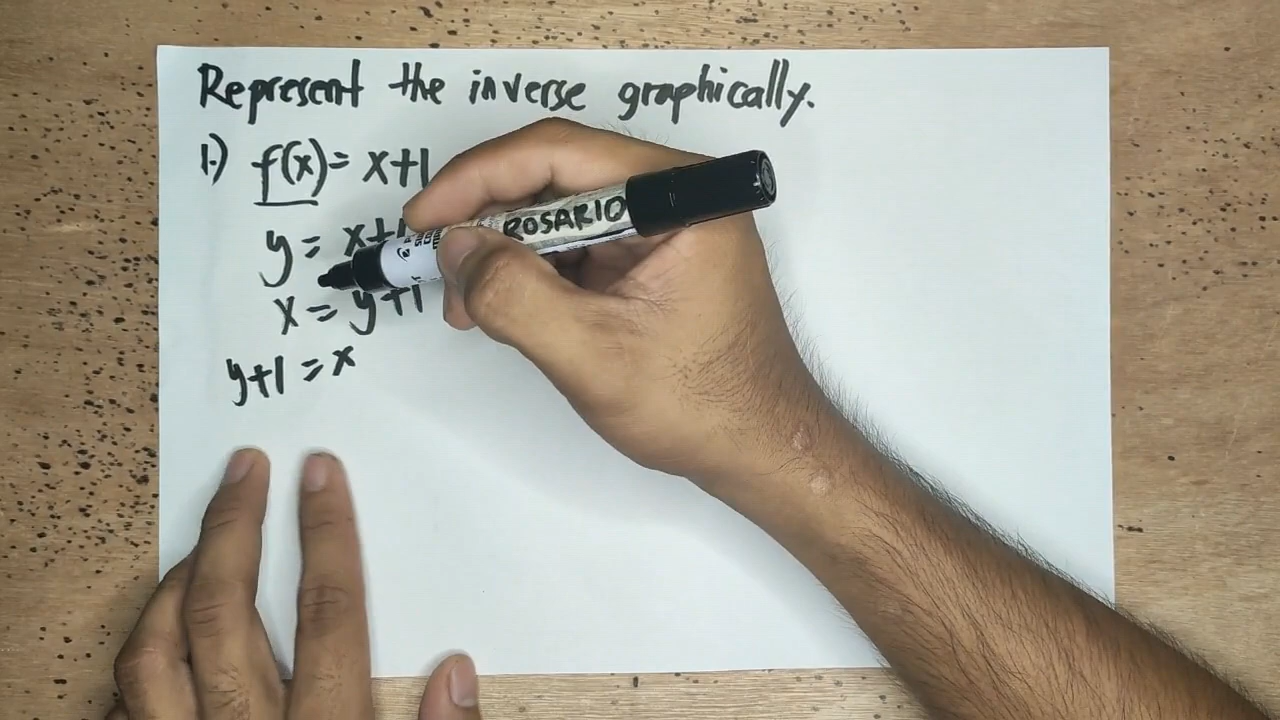 Represent the inverse graphically.
1.) f(x) = x+1
y = x+1
x = y+1
y+1 = x
ROSARIO